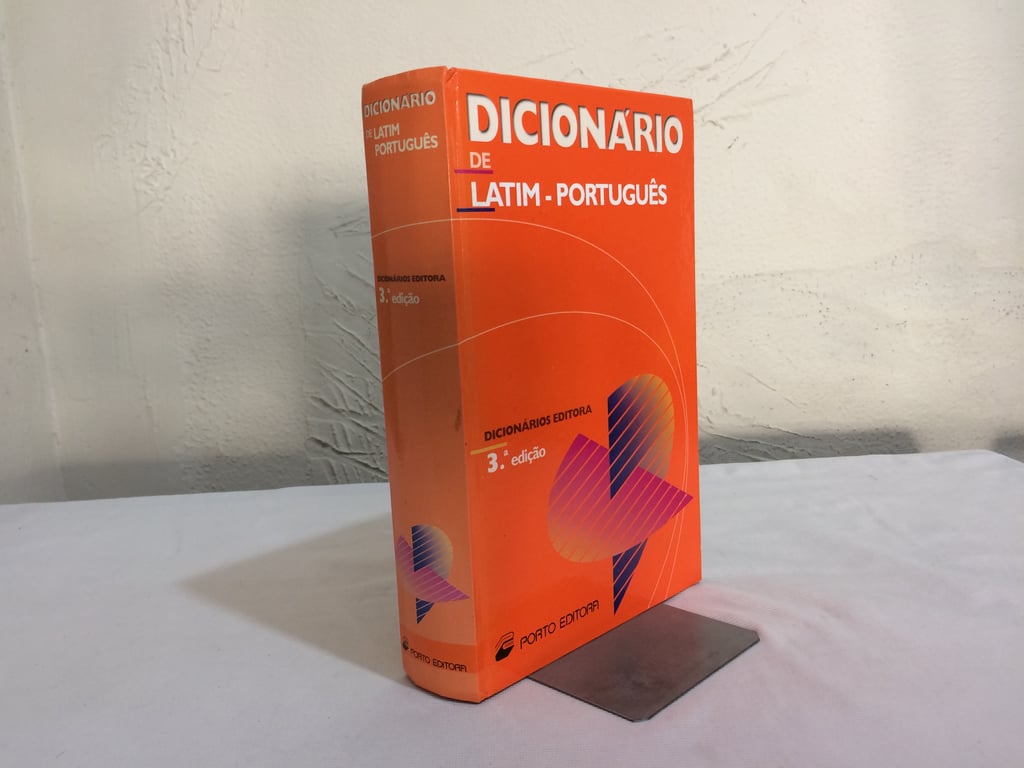 DICIONÁRIO
DE LATIM
PORTUGUÊS
DICIONÁRIOS EDITORA
3.ª edição
PORTO EDITORA
DICIONÁRIO
DE
LATIM - PORTUGUÊS
DICIONÁRIOS EDITORA
3.ª edição
PORTO EDITORA